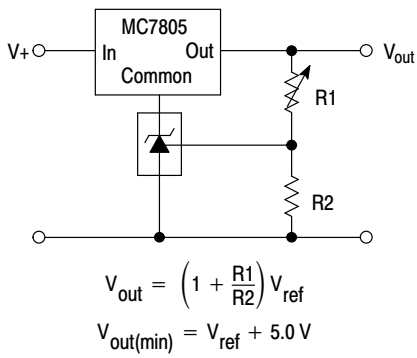 MC7805
V+ In Out Vout
Common
R1
R2
Vout = (1 + R1/R2) Vref
Vout(min) = Vref + 5.0 V